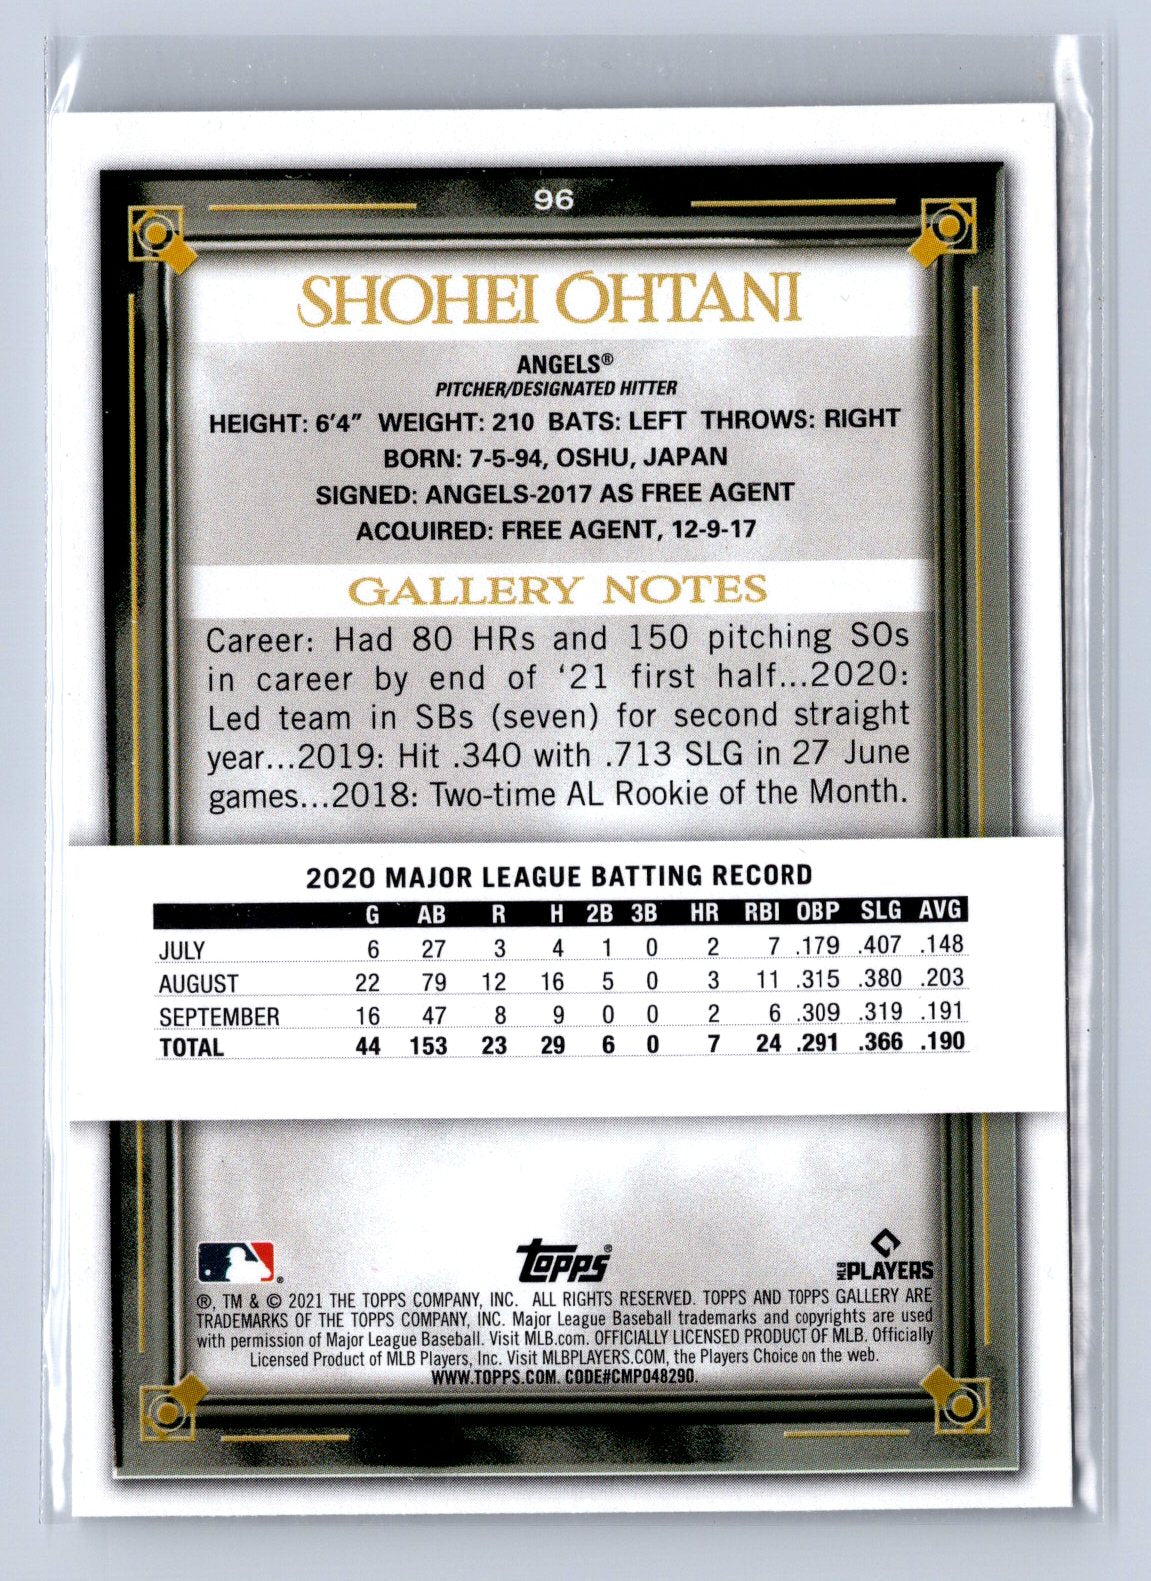 96
SHOHEI OHTANI
ANGELS®
PITCHER/DESIGNATED HITTER
HEIGHT: 6'4" WEIGHT: 210 BATS: LEFT THROWS: RIGHT
BORN: 7-5-94, OSHU, JAPAN
SIGNED: ANGELS-2017 AS FREE AGENT
ACQUIRED: FREE AGENT, 12-9-17
GALLERY NOTES
Career: Had 80 HRs and 150 pitching SOs
in career by end of '21 first half...2020:
Led team in SBs (seven) for second straight
year...2019: Hit .340 with .713 SLG in 27 June
games...2018: Two-time AL Rookie of the Month.
2020 MAJOR LEAGUE BATTING RECORD
G AB R H 2B 3B HR RBI OBP SLG AVG
JULY 6 27 3 4 1 0 2 7 .179 .407 .148
AUGUST 22 79 12 16 5 0 3 11 .315 .380 .203
SEPTEMBER 16 47 8 9 0 0 2 6 .309 .319 .191
TOTAL 44 153 23 29 6 0 7 24 .291 .366 .190
® Topps® MLB PLAYERS
®, TM & © 2021 THE TOPPS COMPANY, INC. ALL RIGHTS RESERVED. TOPPS AND TOPPS GALLERY ARE
TRADEMARKS OF THE TOPPS COMPANY, INC. Major League Baseball trademarks and copyrights are used
with permission of Major League Baseball. Visit MLB.com. OFFICIALLY LICENSED PRODUCT OF MLB. Officially
Licensed Product of MLB Players, Inc. Visit MLBPLAYERS.COM, the Players Choice on the web.
WWW.TOPPS.COM. CODE#CMP048290.